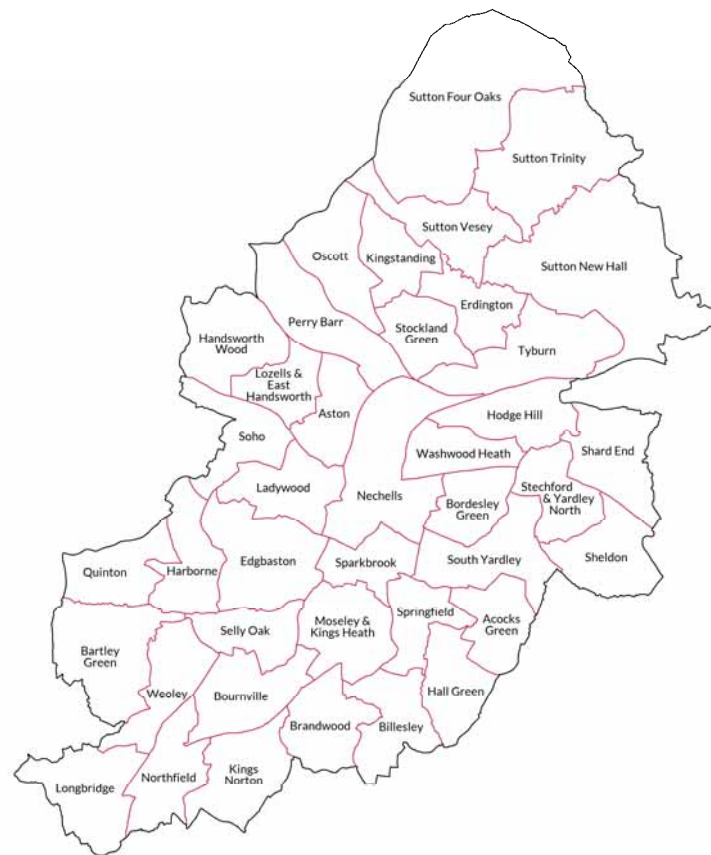 Sutton Four Oaks
Sutton Trinity
Sutton Vesey
Oscott
Kingstanding
Sutton New Hall
Erdington
Perry Barr
Stockland
Green
Handsworth
Wood
Tyburn
Lozells &
East
Handsworth
Aston
Hodge Hill
Soho
Washwood Heath
Shard End
Ladywood
Nechells
Stechford
& Yardley
North
Bordesley
Green
Quinton
Harborne
Edgbaston
Sparkbrook
South Yardley
Sheldon
Selly Oak
Moseley &
Kings Heath
Springfield
Acocks
Green
Bartley
Green
Weoley
Bournville
Hall Green
Brandwood
Billesley
Longbridge
Northfield
Kings
Norton